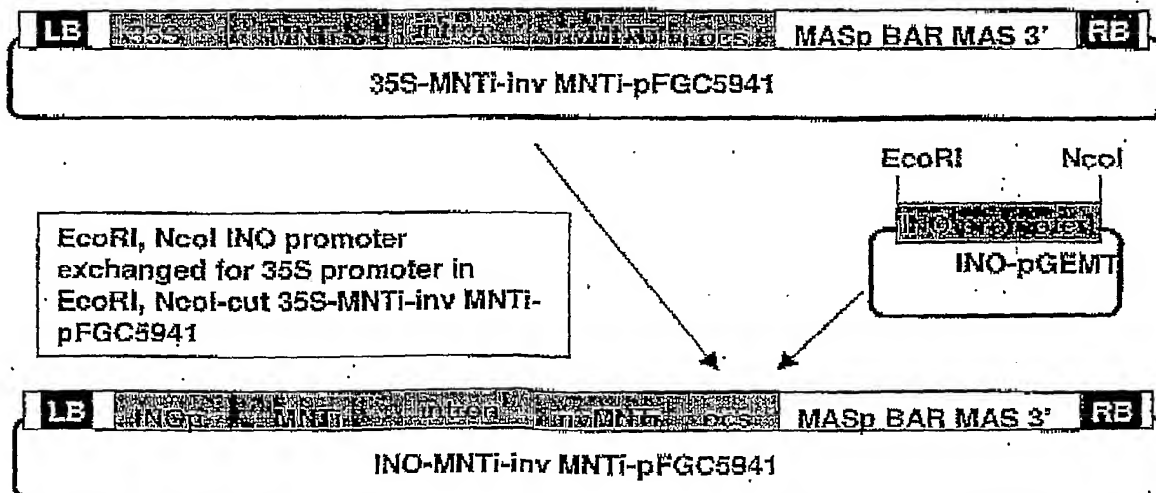 LB 35S MNTi intron invMNTi ocs MASp BAR MAS 3' RB
35S-MNTi-inv MNTi-pFGC5941
EcoRI NcoI
EcoRI, NcoI INO promoter
exchanged for 35S promoter in
EcoRI, NcoI-cut 35S-MNTi-inv MNTi-
pFGC5941
INO promoter
INO-pGEMT
LB INOp MNTi intron invMNTi ocs MASp BAR MAS 3' RB
INO-MNTi-inv MNTi-pFGC5941